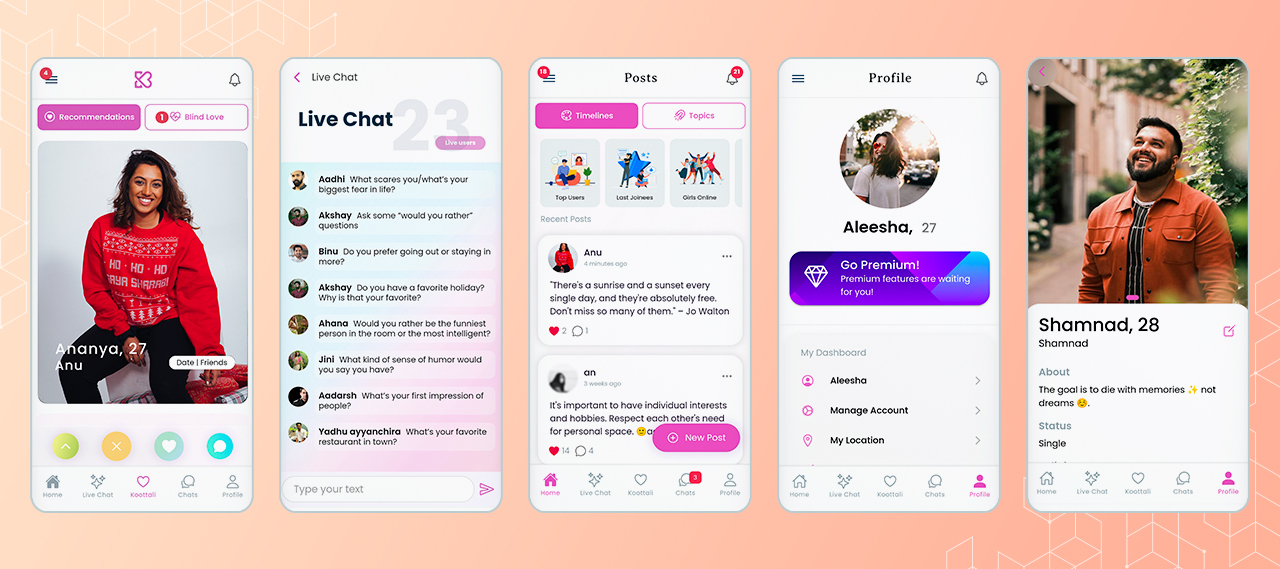 4
Recommendations
1
Blind Love
HO · HO · HO
Ananya, 27
Anu
Date | Friends
Home
Live Chat
Koottali
Chats
Profile
Live Chat
Live Chat
23
Live users
Aadhi What scares you/what's your
biggest fear in life?
Akshay Ask some “would you rather”
questions
Binu Do you prefer going out or staying in
more?
Akshay Do you have a favorite holiday?
Why is that your favorite?
Ahana Would you rather be the funniest
person in the room or the most intelligent?
Jini What kind of sense of humor would
you say you have?
Aadarsh What's your first impression of
people?
Yadhu ayyanchira What's your favorite
restaurant in town?
Type your text
18
Posts
21
Timelines
Topics
Top Users
Last Joinees
Girls Online
Recent Posts
Anu
4 minutes ago
"There's a sunrise and a sunset every
single day, and they're absolutely free.
Don't miss so many of them." – Jo Walton
2
1
an
3 weeks ago
It's important to have individual interests
and hobbies. Respect each other's need
for personal space. 🙂
14
4
New Post
Home
Live Chat
Koottali
3
Chats
Profile
Profile
Aleesha, 27
Go Premium!
Premium features are waiting
for you!
My Dashboard
Aleesha
Manage Account
My Location
Home
Live Chat
Koottali
Chats
Profile
Shamnad, 28
Shamnad
About
The goal is to die with memories ✨ not
dreams ☺️.
Status
Single
Home
Live Chat
Koottali
Chats
Profile